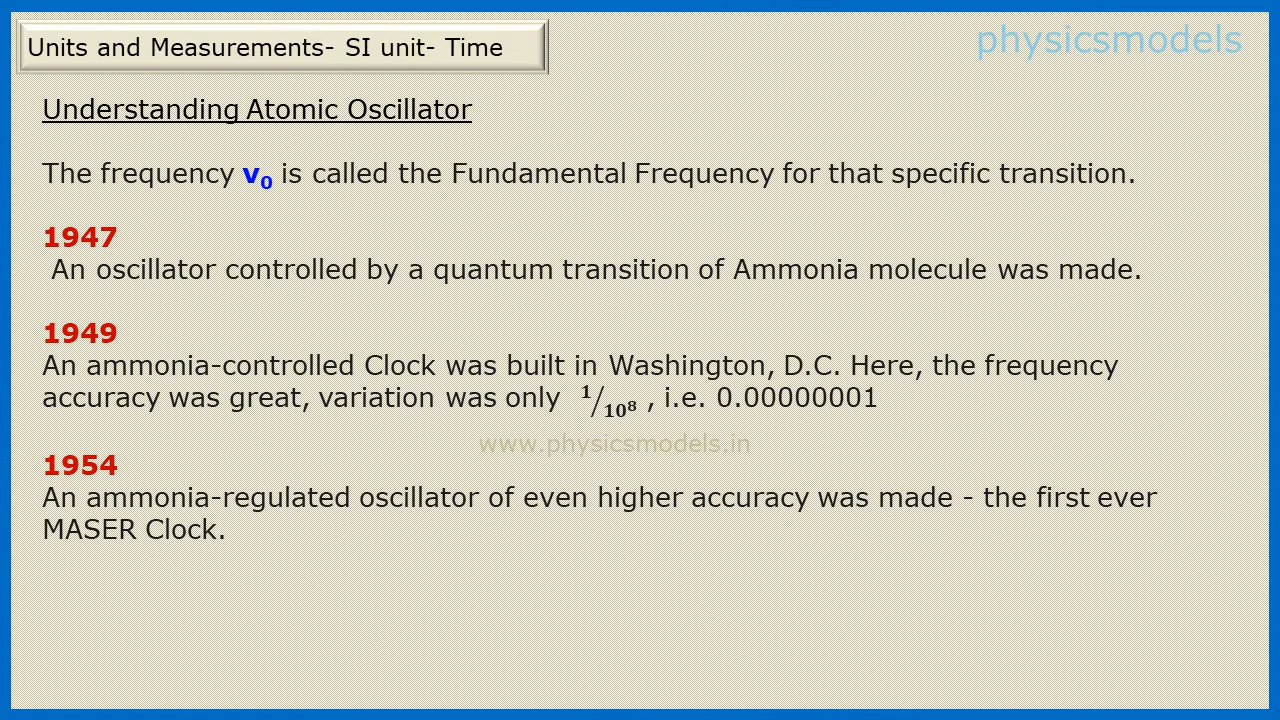 Units and Measurements- SI unit- Time
physicsmodels
Understanding Atomic Oscillator
The frequency ν₀ is called the Fundamental Frequency for that specific transition.
1947
An oscillator controlled by a quantum transition of Ammonia molecule was made.
1949
An ammonia-controlled Clock was built in Washington, D.C. Here, the frequency
accuracy was great, variation was only 1/10⁸ , i.e. 0.00000001
www.physicsmodels.in
1954
An ammonia-regulated oscillator of even higher accuracy was made - the first ever
MASER Clock.